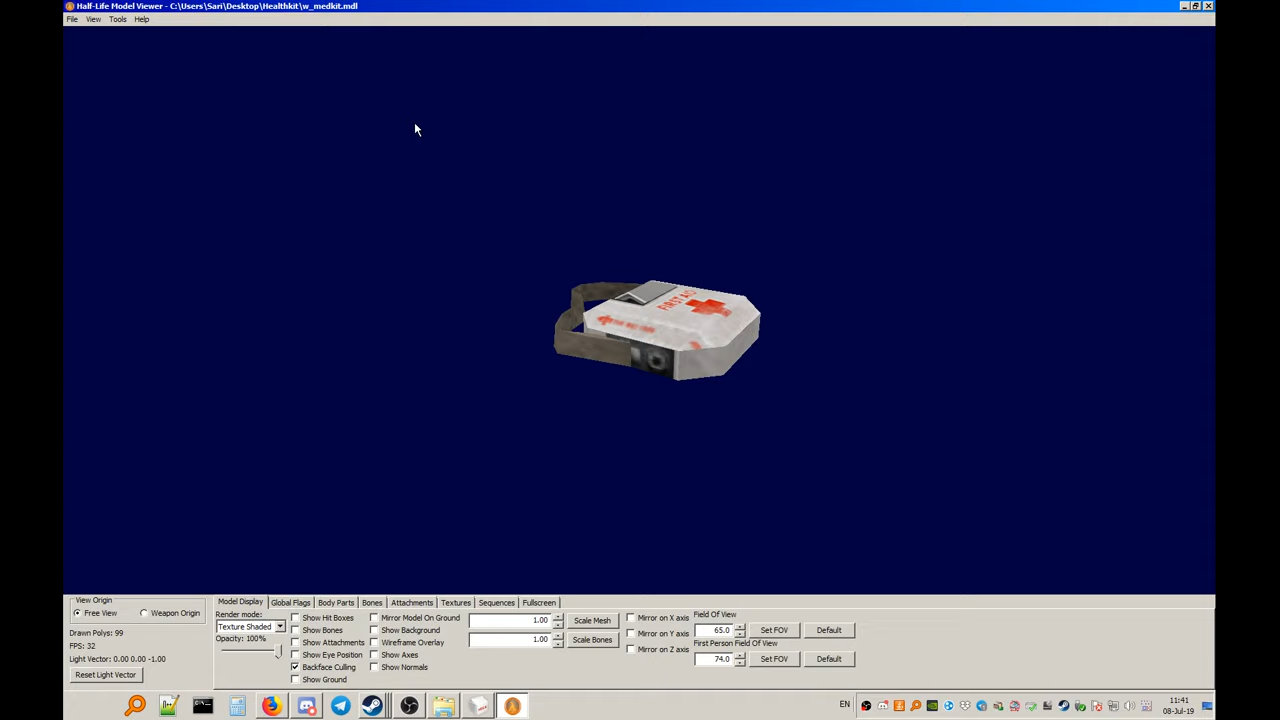 Half-Life Model Viewer - C:\Users\Sari\Desktop\Healthkit\w_medkit.mdl
File View Tools Help
FIRST AID
View Origin
Free View Weapon Origin
Drawn Polys: 99
FPS: 32
Light Vector: 0.00 0.00 -1.00
Reset Light Vector
Model Display Global Flags Body Parts Bones Attachments Textures Sequences Fullscreen
Render mode:
Texture Shaded
Opacity: 100%
Show Hit Boxes
Show Bones
Show Attachments
Show Eye Position
Backface Culling
Show Ground
Mirror Model On Ground
Show Background
Wireframe Overlay
Show Axes
Show Normals
1.00 Scale Mesh
1.00 Scale Bones
Mirror on X axis
Mirror on Y axis
Mirror on Z axis
Field Of View
65.0 Set FOV Default
First Person Field Of View
74.0 Set FOV Default
EN
11:41
08-Jul-19